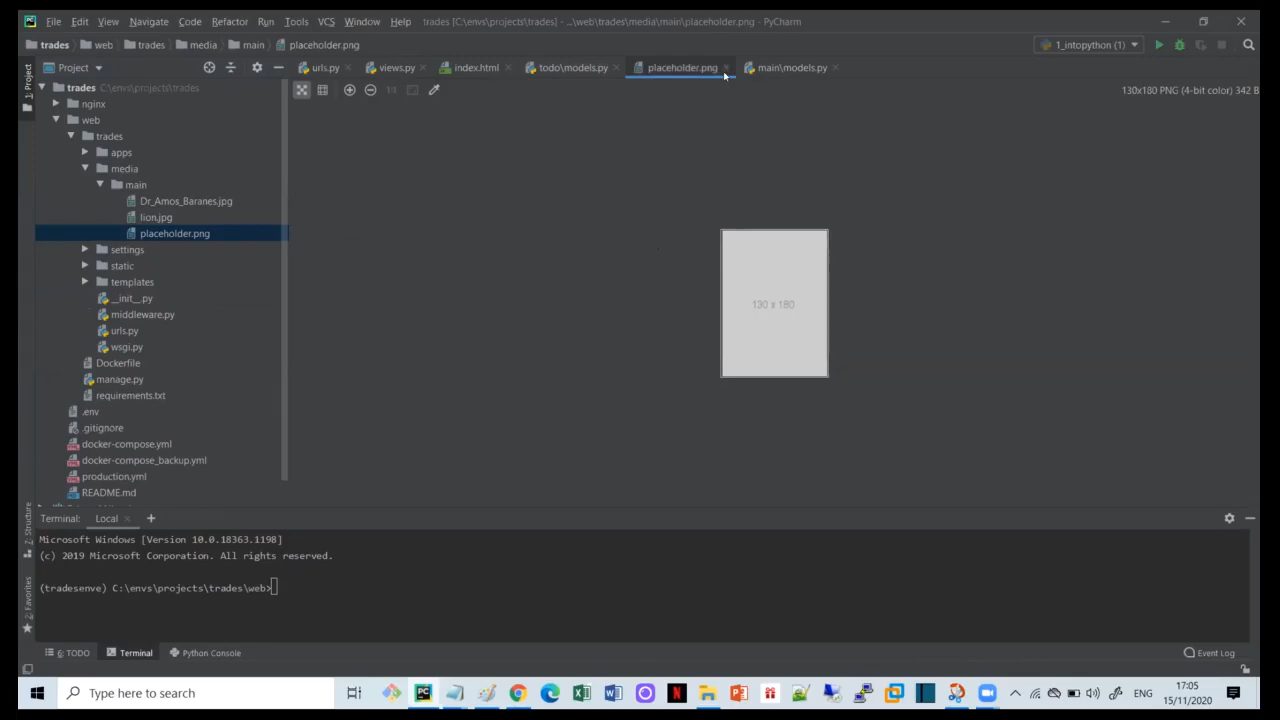 PC File Edit View Navigate Code Refactor Run Tools VCS Window Help trades [C:\envs\projects\trades] - ...\web\trades\media\main\placeholder.png - PyCharm
trades web trades media main placeholder.png 1_intopython (1)
1: Project Project urls.py views.py index.html todo\models.py placeholder.png main\models.py
130x180 PNG (4-bit color) 342 B
trades C:\envs\projects\trades
nginx
web
trades
apps
media
main
Dr_Amos_Baranes.jpg
lion.jpg
placeholder.png
settings
static
templates
__init__.py
middleware.py
urls.py
wsgi.py
Dockerfile
manage.py
requirements.txt
.env
.gitignore
docker-compose.yml
docker-compose_backup.yml
production.yml
README.md
130 x 180
Terminal: Local
Microsoft Windows [Version 10.0.18363.1198]
(c) 2019 Microsoft Corporation. All rights reserved.
(tradesenve) C:\envs\projects\trades\web>
Z: Structure
2: Favorites
6: TODO Terminal Python Console Event Log
Type here to search
ENG
17:05
15/11/2020